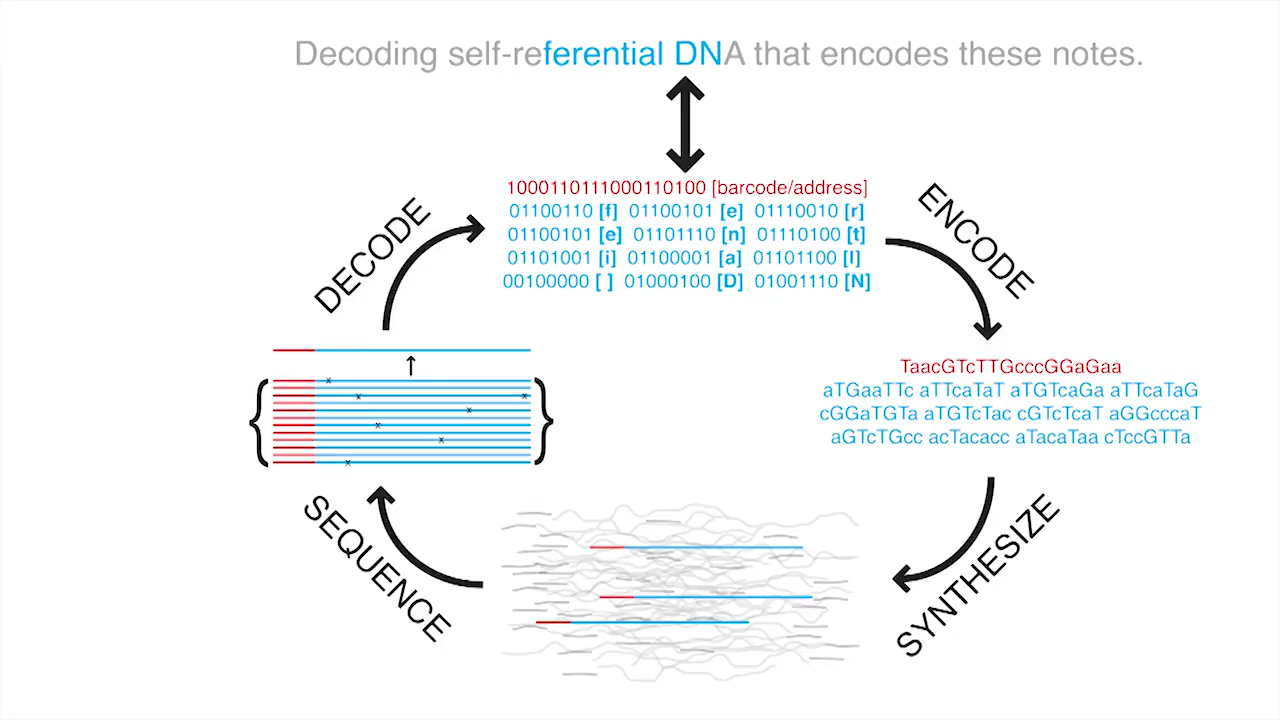 Decoding self-referential DNA that encodes these notes.
1000110111000110100 [barcode/address]
01100110 [f] 01100101 [e] 01110010 [r]
01100101 [e] 01101110 [n] 01110100 [t]
01101001 [i] 01100001 [a] 01101100 [l]
00100000 [ ] 01000100 [D] 01001110 [N]
DECODE
ENCODE
TaacGTcTTGcccGGaGaa
aTGaaTTc aTTcaTaT aTGTcaGa aTTcaTaG
cGGaTGTa aTGTcTac cGTcTcaT aGGcccaT
aGTcTGcc acTacacc aTacaTaa cTccGTTa
SEQUENCE
SYNTHESIZE